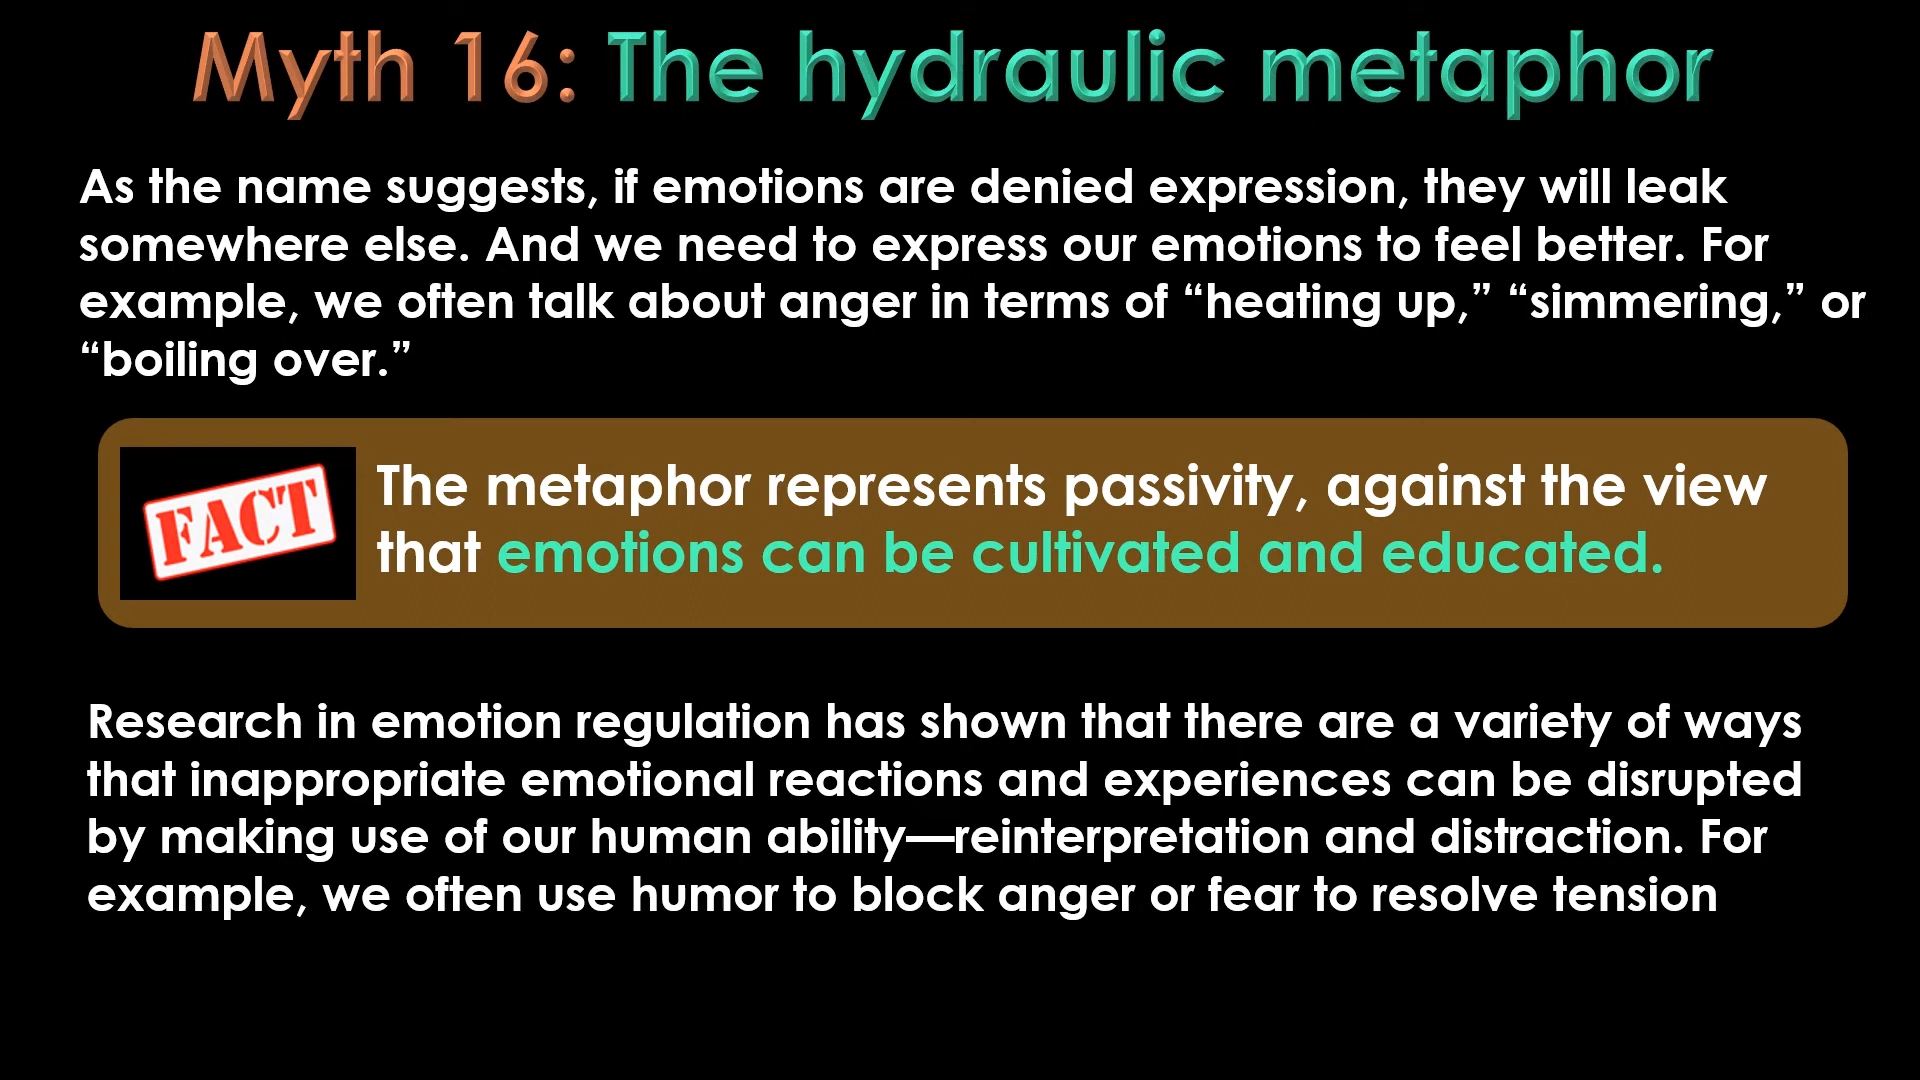 Myth 16: The hydraulic metaphor
As the name suggests, if emotions are denied expression, they will leak
somewhere else. And we need to express our emotions to feel better. For
example, we often talk about anger in terms of “heating up,” “simmering,” or
“boiling over.”
FACT
The metaphor represents passivity, against the view
that emotions can be cultivated and educated.
Research in emotion regulation has shown that there are a variety of ways
that inappropriate emotional reactions and experiences can be disrupted
by making use of our human ability—reinterpretation and distraction. For
example, we often use humor to block anger or fear to resolve tension